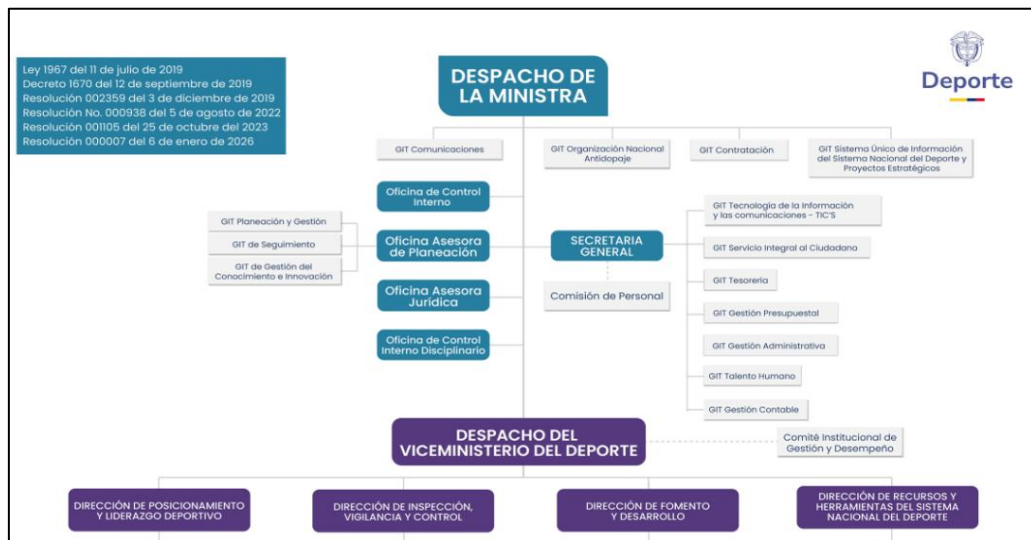 Ley 1967 del 11 de julio de 2019
Decreto 1670 del 12 de septiembre de 2019
Resolución 002359 del 3 de diciembre de 2019
Resolución No. 000938 del 5 de agosto de 2022
Resolución 001105 del 25 de octubre del 2023
Resolución 000007 del 6 de enero de 2026
DESPACHO DE
LA MINISTRA
Deporte
GIT Comunicaciones
GIT Organización Nacional
Antidopaje
GIT Contratación
GIT Sistema Único de Información
del Sistema Nacional del Deporte y
Proyectos Estratégicos
Oficina de Control
Interno
GIT Planeación y Gestión
GIT de Seguimiento
GIT de Gestión del
Conocimiento e Innovación
Oficina Asesora
de Planeación
Oficina Asesora
Jurídica
Oficina de Control
Interno Disciplinario
SECRETARIA
GENERAL
Comisión de Personal
GIT Tecnología de la Información
y las comunicaciones - TIC'S
GIT Servicio Integral al Ciudadana
GIT Tesorería
GIT Gestión Presupuestal
GIT Gestión Administrativa
GIT Talento Humano
GIT Gestión Contable
DESPACHO DEL
VICEMINISTERIO DEL DEPORTE
Comité Institucional de
Gestión y Desempeño
DIRECCIÓN DE POSICIONAMIENTO
Y LIDERAZGO DEPORTIVO
DIRECCIÓN DE INSPECCIÓN,
VIGILANCIA Y CONTROL
DIRECCIÓN DE FOMENTO
Y DESARROLLO
DIRECCIÓN DE RECURSOS Y
HERRAMIENTAS DEL SISTEMA
NACIONAL DEL DEPORTE